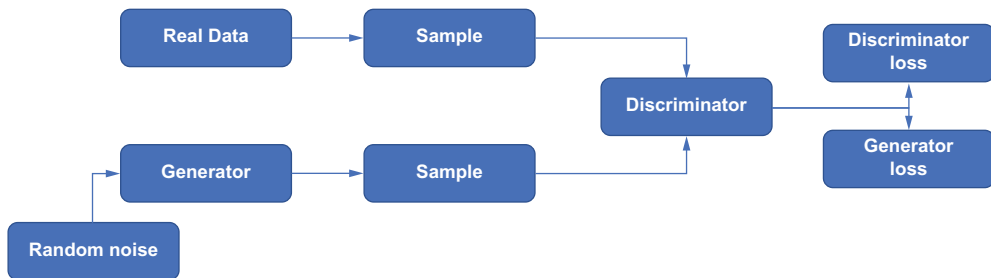 Real Data
Sample
Discriminator
loss
Discriminator
Generator
Sample
Generator
loss
Random noise